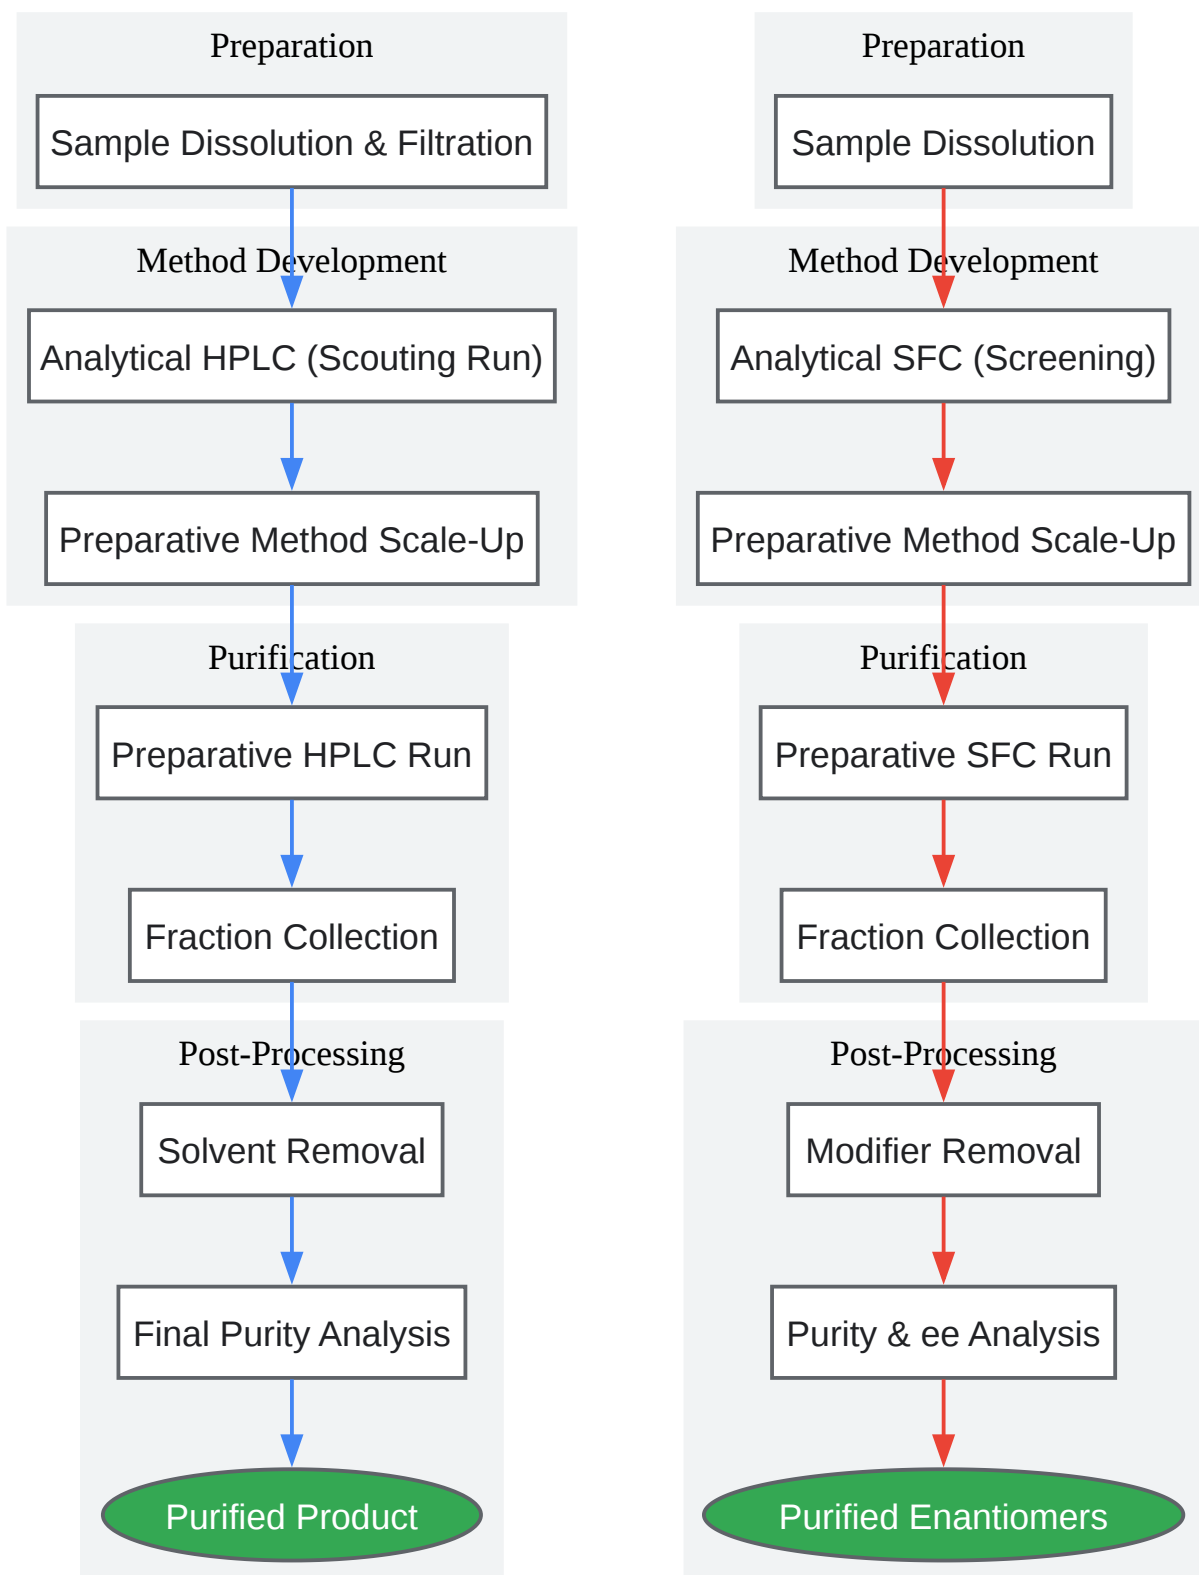 Preparation
Sample Dissolution & Filtration
Method Development
Analytical HPLC (Scouting Run)
Preparative Method Scale-Up
Purification
Preparative HPLC Run
Fraction Collection
Post-Processing
Solvent Removal
Final Purity Analysis
Purified Product
Preparation
Sample Dissolution
Method Development
Analytical SFC (Screening)
Preparative Method Scale-Up
Purification
Preparative SFC Run
Fraction Collection
Post-Processing
Modifier Removal
Purity & ee Analysis
Purified Enantiomers